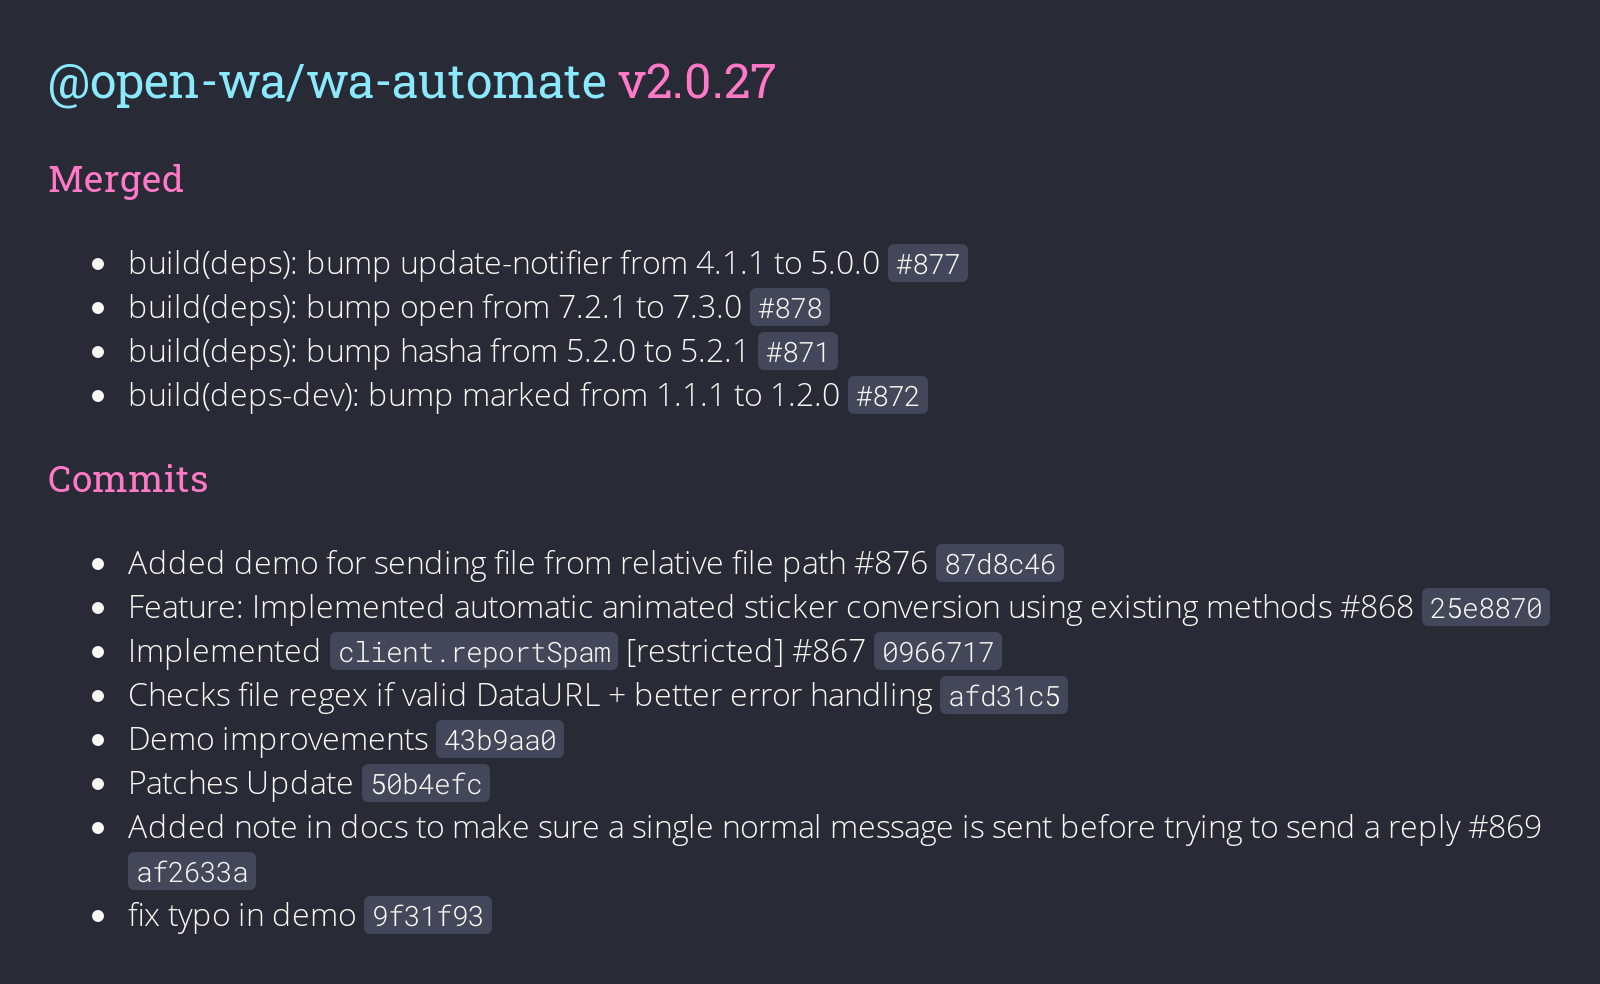 @open-wa/wa-automate v2.0.27
Merged
build(deps): bump update-notifier from 4.1.1 to 5.0.0 #877
build(deps): bump open from 7.2.1 to 7.3.0 #878
build(deps): bump hasha from 5.2.0 to 5.2.1 #871
build(deps-dev): bump marked from 1.1.1 to 1.2.0 #872
Commits
Added demo for sending file from relative file path #876 87d8c46
Feature: Implemented automatic animated sticker conversion using existing methods #868 25e8870
Implemented client.reportSpam [restricted] #867 0966717
Checks file regex if valid DataURL + better error handling afd31c5
Demo improvements 43b9aa0
Patches Update 50b4efc
Added note in docs to make sure a single normal message is sent before trying to send a reply #869
af2633a
fix typo in demo 9f31f93